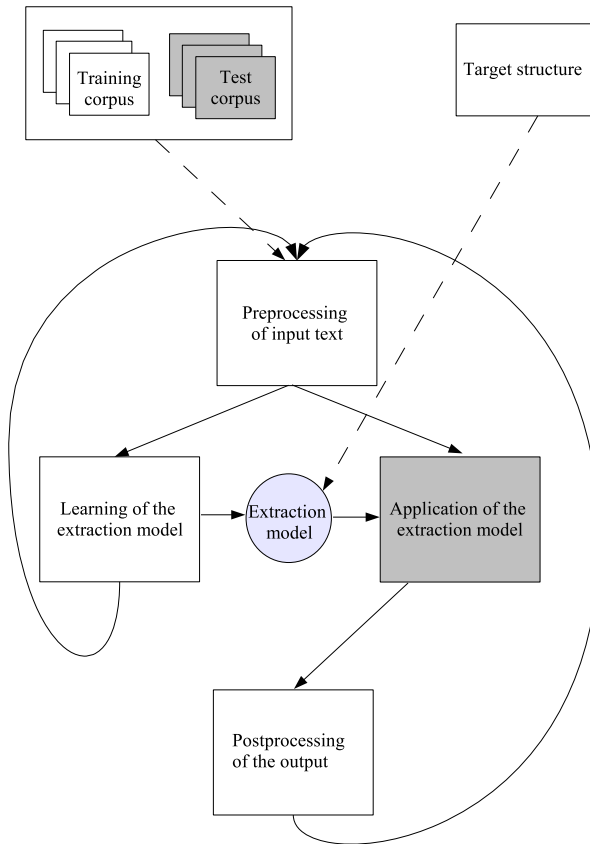 Training
corpus
Test
corpus
Target structure
Preprocessing
of input text
Learning of the
extraction model
Extraction
model
Application of the
extraction model
Postprocessing
of the output